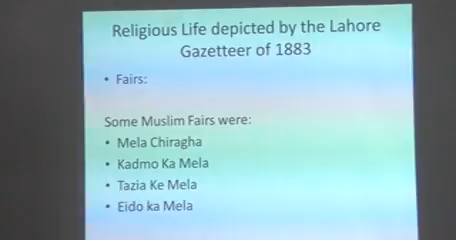 Religious Life depicted by the Lahore
Gazetteer of 1883
• Fairs:
Some Muslim Fairs were:
• Mela Chiragha
• Kadmo Ka Mela
• Tazia Ke Mela
• Eido ka Mela